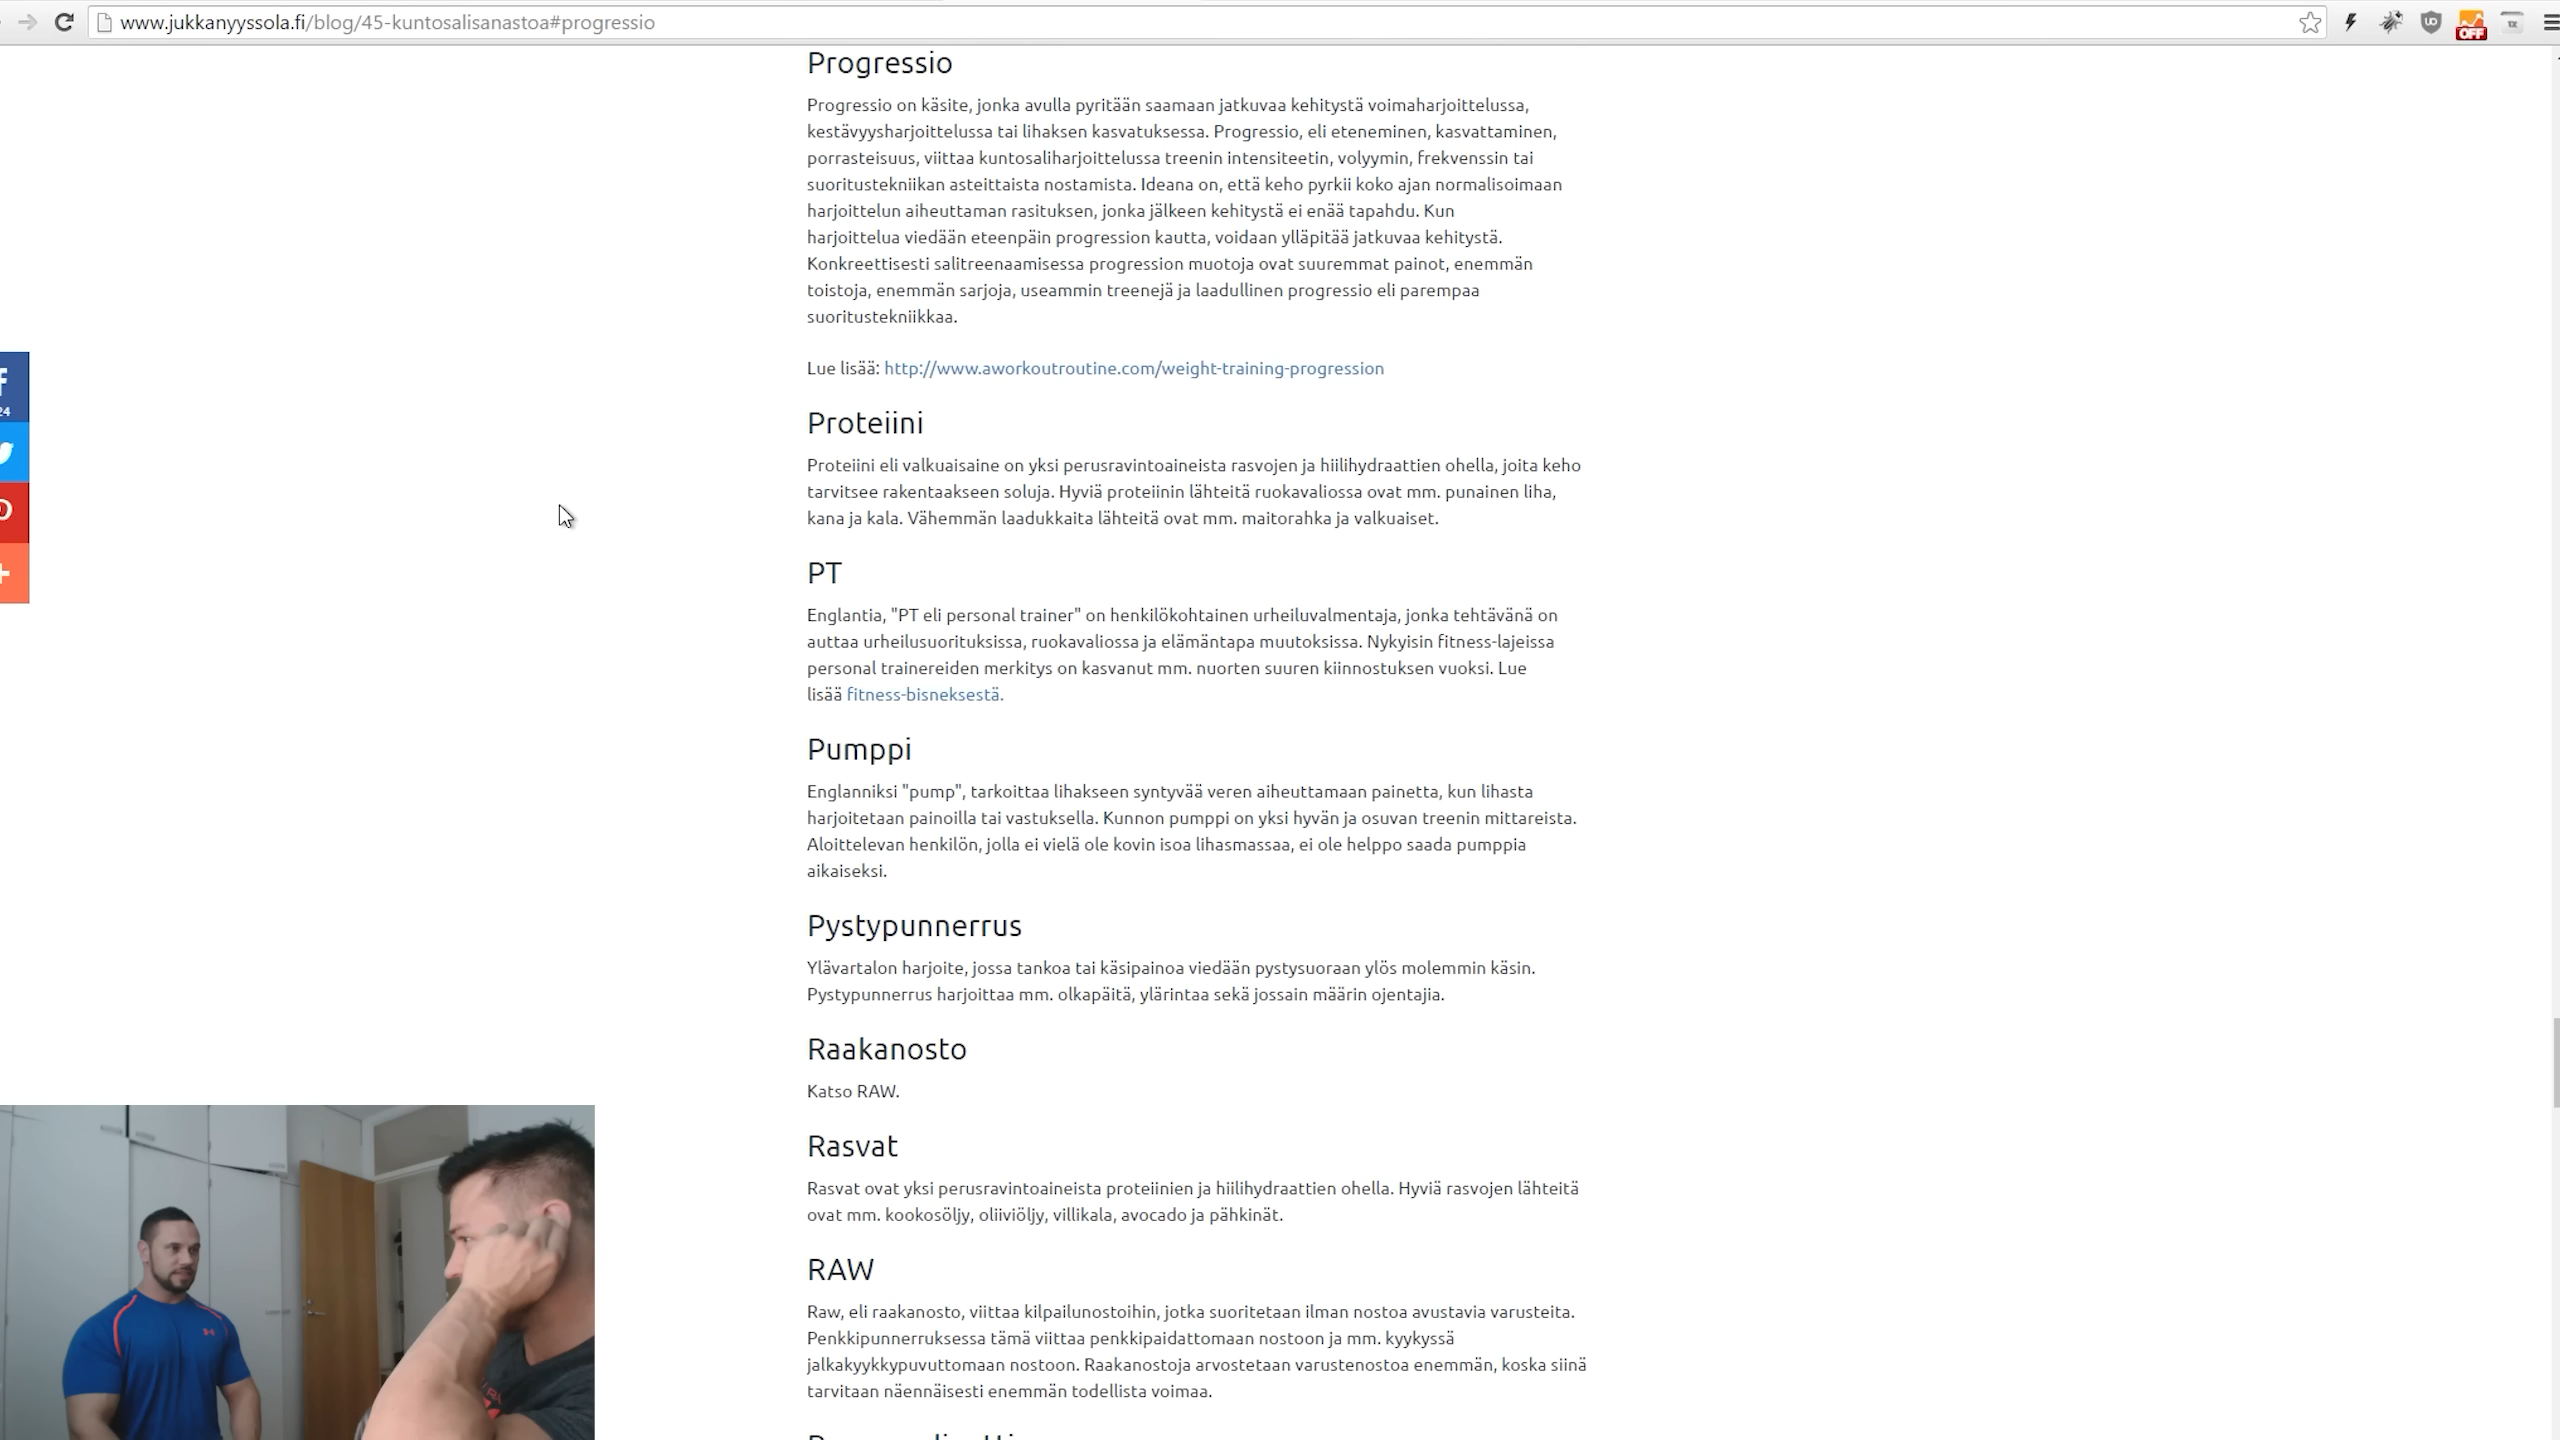 www.jukkanyyssola.fi/blog/45-kuntosalisanastoa#progressio
OFF
Progressio
Progressio on käsite, jonka avulla pyritään saamaan jatkuvaa kehitystä voimaharjoittelussa,
kestävyysharjoittelussa tai lihaksen kasvatuksessa. Progressio, eli eteneminen, kasvattaminen,
porrasteisuus, viittaa kuntosaliharjoittelussa treenin intensiteetin, volyymin, frekvenssin tai
suoritustekniikan asteittaista nostamista. Ideana on, että keho pyrkii koko ajan normalisoimaan
harjoittelun aiheuttaman rasituksen, jonka jälkeen kehitystä ei enää tapahdu. Kun
harjoittelua viedään eteenpäin progression kautta, voidaan ylläpitää jatkuvaa kehitystä.
Konkreettisesti salitreenaamisessa progression muotoja ovat suuremmat painot, enemmän
toistoja, enemmän sarjoja, useammin treenejä ja laadullinen progressio eli parempaa
suoritustekniikkaa.
Lue lisää: http://www.aworkoutroutine.com/weight-training-progression
Proteiini
Proteiini eli valkuaisaine on yksi perusravintoaineista rasvojen ja hiilihydraattien ohella, joita keho
tarvitsee rakentaakseen soluja. Hyviä proteiinin lähteitä ruokavaliossa ovat mm. punainen liha,
kana ja kala. Vähemmän laadukkaita lähteitä ovat mm. maitorahka ja valkuaiset.
PT
Englantia, "PT eli personal trainer" on henkilökohtainen urheiluvalmentaja, jonka tehtävänä on
auttaa urheilusuorituksissa, ruokavaliossa ja elämäntapa muutoksissa. Nykyisin fitness-lajeissa
personal trainereiden merkitys on kasvanut mm. nuorten suuren kiinnostuksen vuoksi. Lue
lisää fitness-bisneksestä.
Pumppi
Englanniksi "pump", tarkoittaa lihakseen syntyvää veren aiheuttamaan painetta, kun lihasta
harjoitetaan painoilla tai vastuksella. Kunnon pumppi on yksi hyvän ja osuvan treenin mittareista.
Aloittelevan henkilön, jolla ei vielä ole kovin isoa lihasmassaa, ei ole helppo saada pumppia
aikaiseksi.
Pystypunnerrus
Ylävartalon harjoite, jossa tankoa tai käsipainoa viedään pystysuoraan ylös molemmin käsin.
Pystypunnerrus harjoittaa mm. olkapäitä, ylärintaa sekä jossain määrin ojentajia.
Raakanosto
Katso RAW.
Rasvat
Rasvat ovat yksi perusravintoaineista proteiinien ja hiilihydraattien ohella. Hyviä rasvojen lähteitä
ovat mm. kookosöljy, oliiviöljy, villikala, avocado ja pähkinät.
RAW
Raw, eli raakanosto, viittaa kilpailunostoihin, jotka suoritetaan ilman nostoa avustavia varusteita.
Penkkipunnerruksessa tämä viittaa penkkipaidattomaan nostoon ja mm. kyykyssä
jalkakyykkypuvuttomaan nostoon. Raakanostoja arvostetaan varustenostoa enemmän, koska siinä
tarvitaan näennäisesti enemmän todellista voimaa.